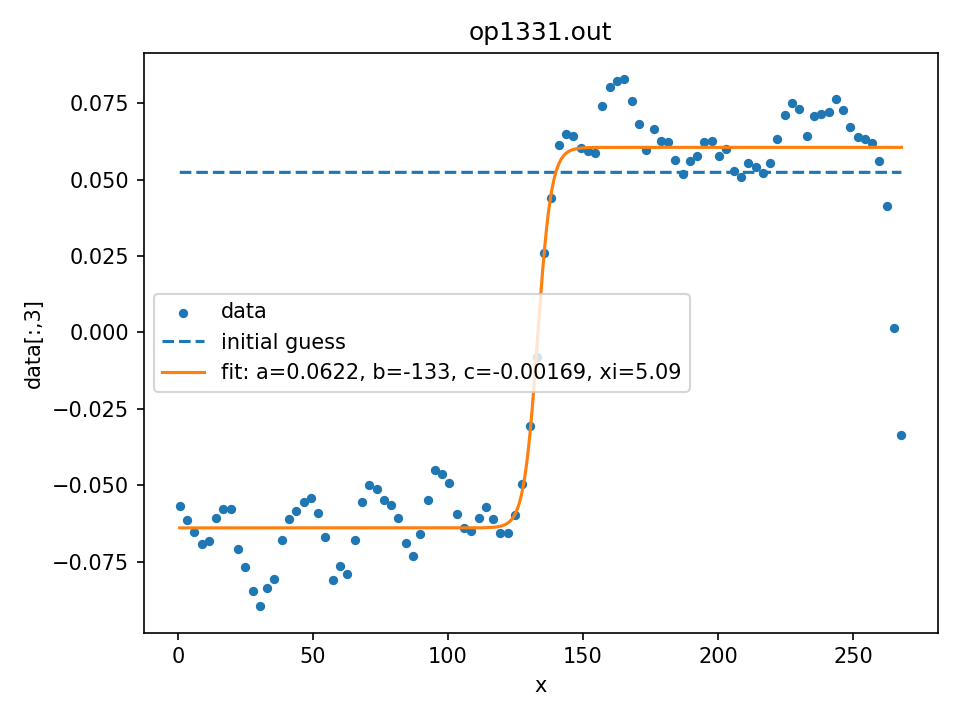 op1331.out
0.075
0.050
0.025
0.000
−0.025
−0.050
−0.075
data[:,3]
data
initial guess
fit: a=0.0622, b=-133, c=-0.00169, xi=5.09
0 50 100 150 200 250
x